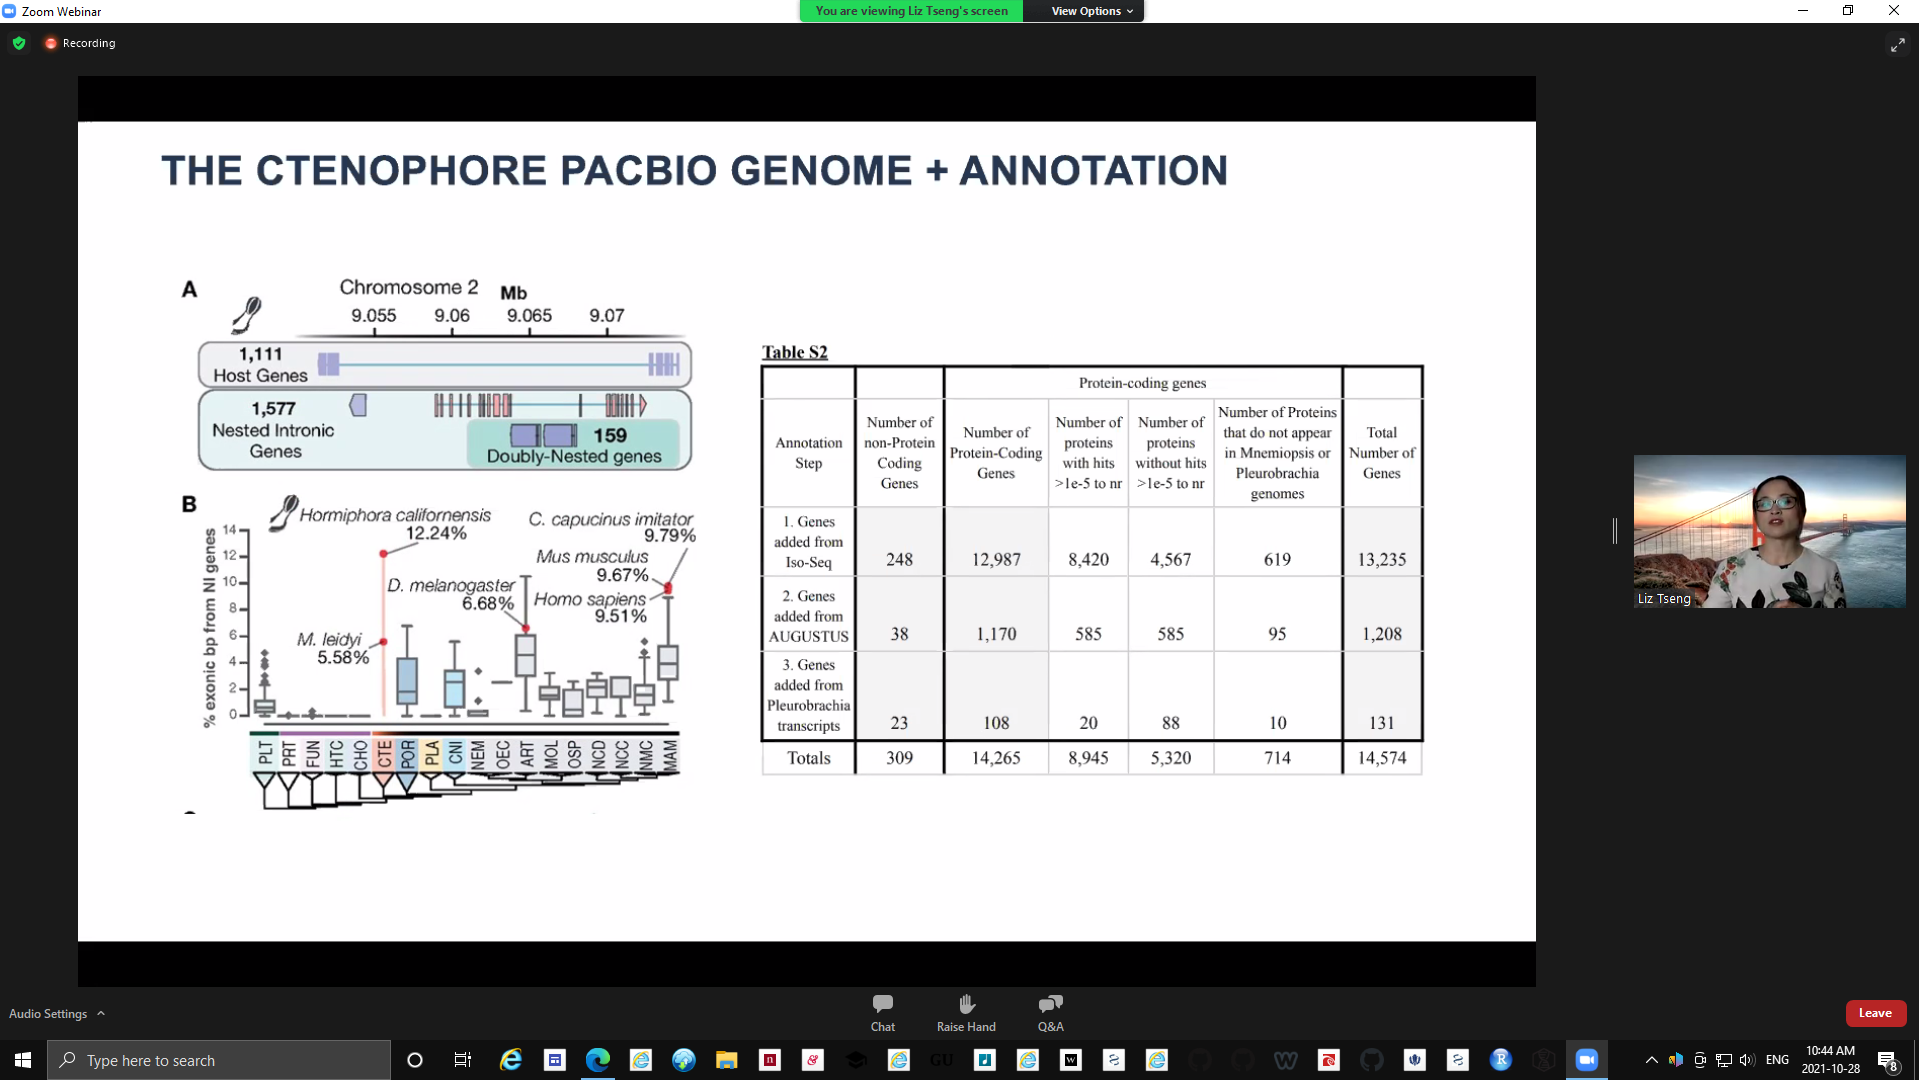 Zoom Webinar
You are viewing Liz Tseng's screen
View Options
Recording
THE CTENOPHORE PACBIO GENOME + ANNOTATION
A
Chromosome 2 Mb
9.055 9.06 9.065 9.07
1,111
Host Genes
1,577
Nested Intronic
Genes
159
Doubly-Nested genes
B
Hormiphora californensis
12.24%
C. capucinus imitator
9.79%
Mus musculus
9.67%
D. melanogaster
6.68%
Homo sapiens
9.51%
M. leidyi
5.58%
% exonic bp from NI genes
14
12
10
8
6
4
2
0
PLT PRT FUN HTC CHO CTE POR PLA CNI NEM OEC ART MOL OSP NCD NCC NMC MAM
Table S2
Protein-coding genes
Annotation
Step
Number of
non-Protein
Coding
Genes
Number of
Protein-Coding
Genes
Number of
proteins
with hits
>1e-5 to nr
Number of
proteins
without hits
>1e-5 to nr
Number of Proteins
that do not appear
in Mnemiopsis or
Pleurobrachia
genomes
Total
Number of
Genes
1. Genes
added from
Iso-Seq
248 12,987 8,420 4,567 619 13,235
2. Genes
added from
AUGUSTUS
38 1,170 585 585 95 1,208
3. Genes
added from
Pleurobrachia
transcripts
23 108 20 88 10 131
Totals 309 14,265 8,945 5,320 714 14,574
Liz Tseng
Audio Settings
Chat
Raise Hand
Q&A
Leave
Type here to search
GU
ENG
10:44 AM
2021-10-28
8